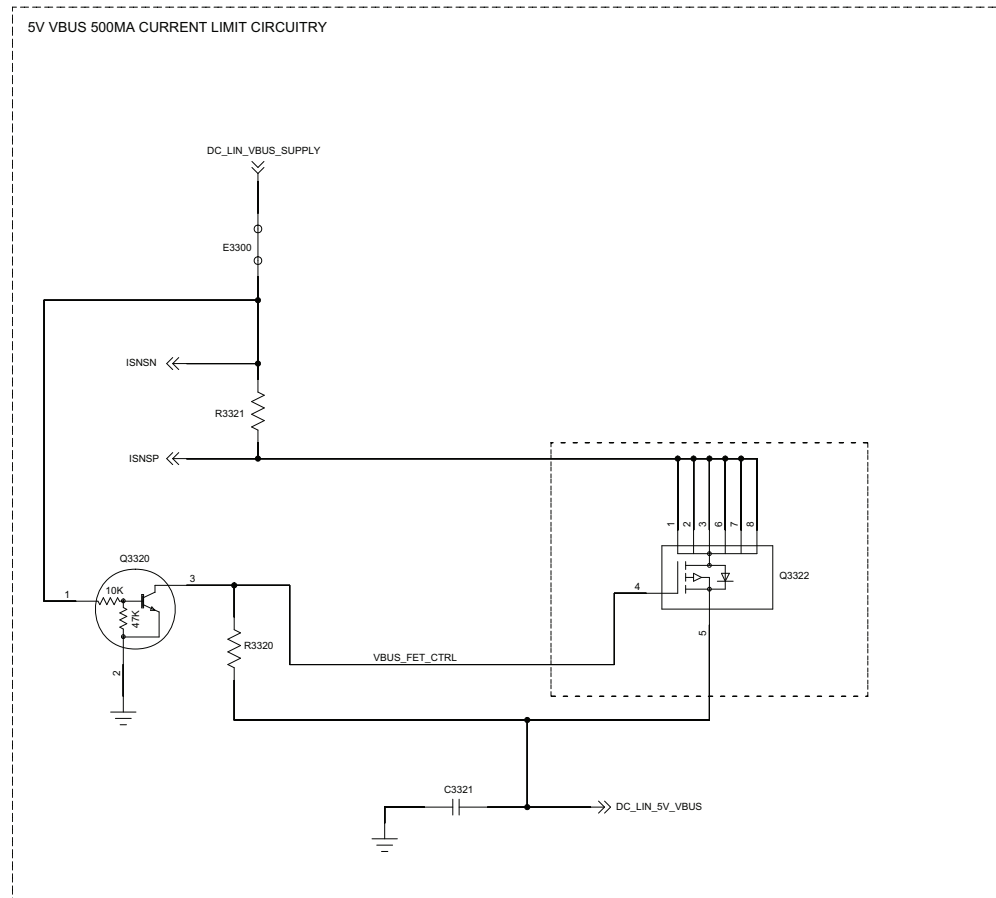 5V VBUS 500MA CURRENT LIMIT CIRCUITRY
DC_LIN_VBUS_SUPPLY
E3300
ISNSN
R3321
ISNSP
1
2
3
6
7
8
Q3320
Q3322
3
10K
4
1
47K
5
R3320
VBUS_FET_CTRL
2
C3321
DC_LIN_5V_VBUS